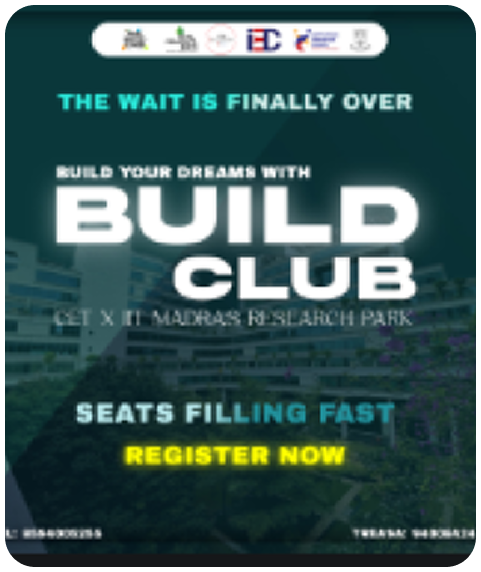 IEDC
THE WAIT IS FINALLY OVER
BUILD YOUR DREAMS WITH
BUILD
CLUB
CET X IIT MADRAS RESEARCH PARK
SEATS FILLING FAST
REGISTER NOW